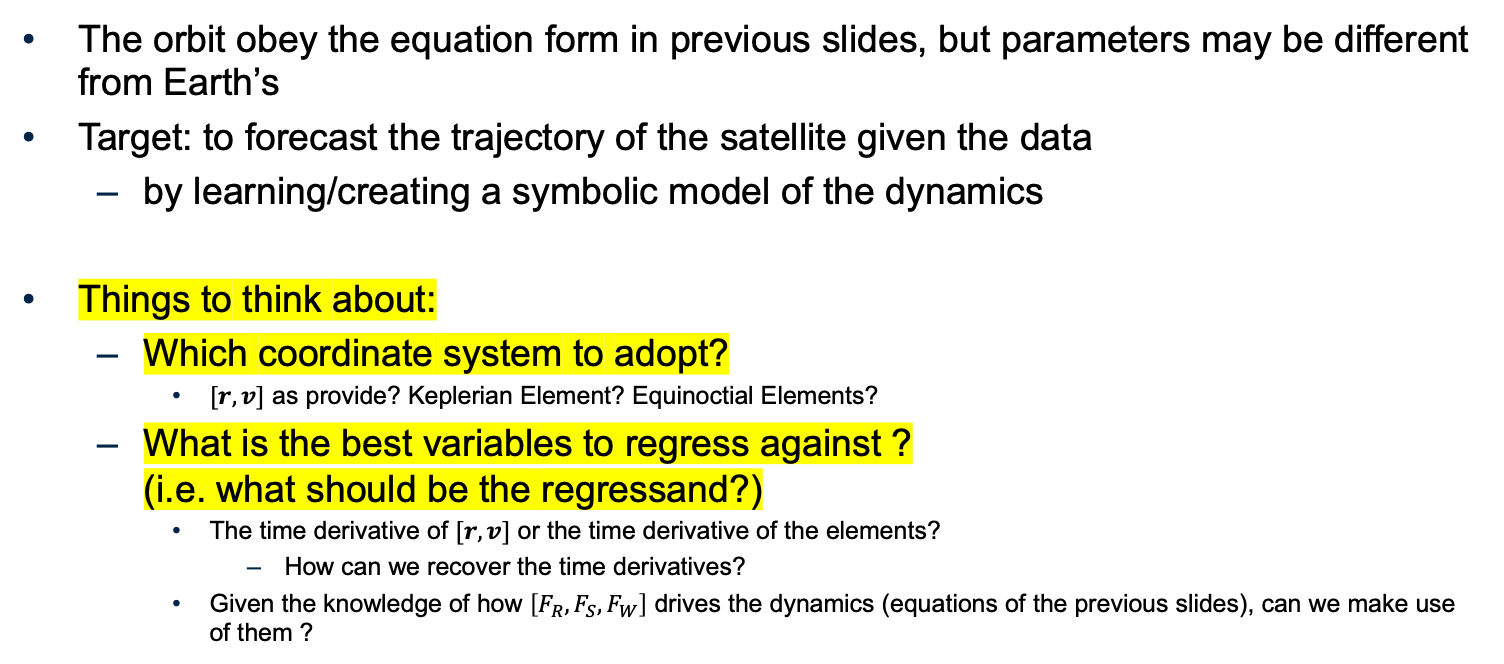 • The orbit obey the equation form in previous slides, but parameters may be different
from Earth’s
• Target: to forecast the trajectory of the satellite given the data
– by learning/creating a symbolic model of the dynamics
• Things to think about:
– Which coordinate system to adopt?
• [𝒓, 𝒗] as provide? Keplerian Element? Equinoctial Elements?
– What is the best variables to regress against ?
(i.e. what should be the regressand?)
• The time derivative of [𝒓, 𝒗] or the time derivative of the elements?
– How can we recover the time derivatives?
• Given the knowledge of how [𝐹_𝑅, 𝐹_𝑆, 𝐹_𝑊] drives the dynamics (equations of the previous slides), can we make use
of them ?